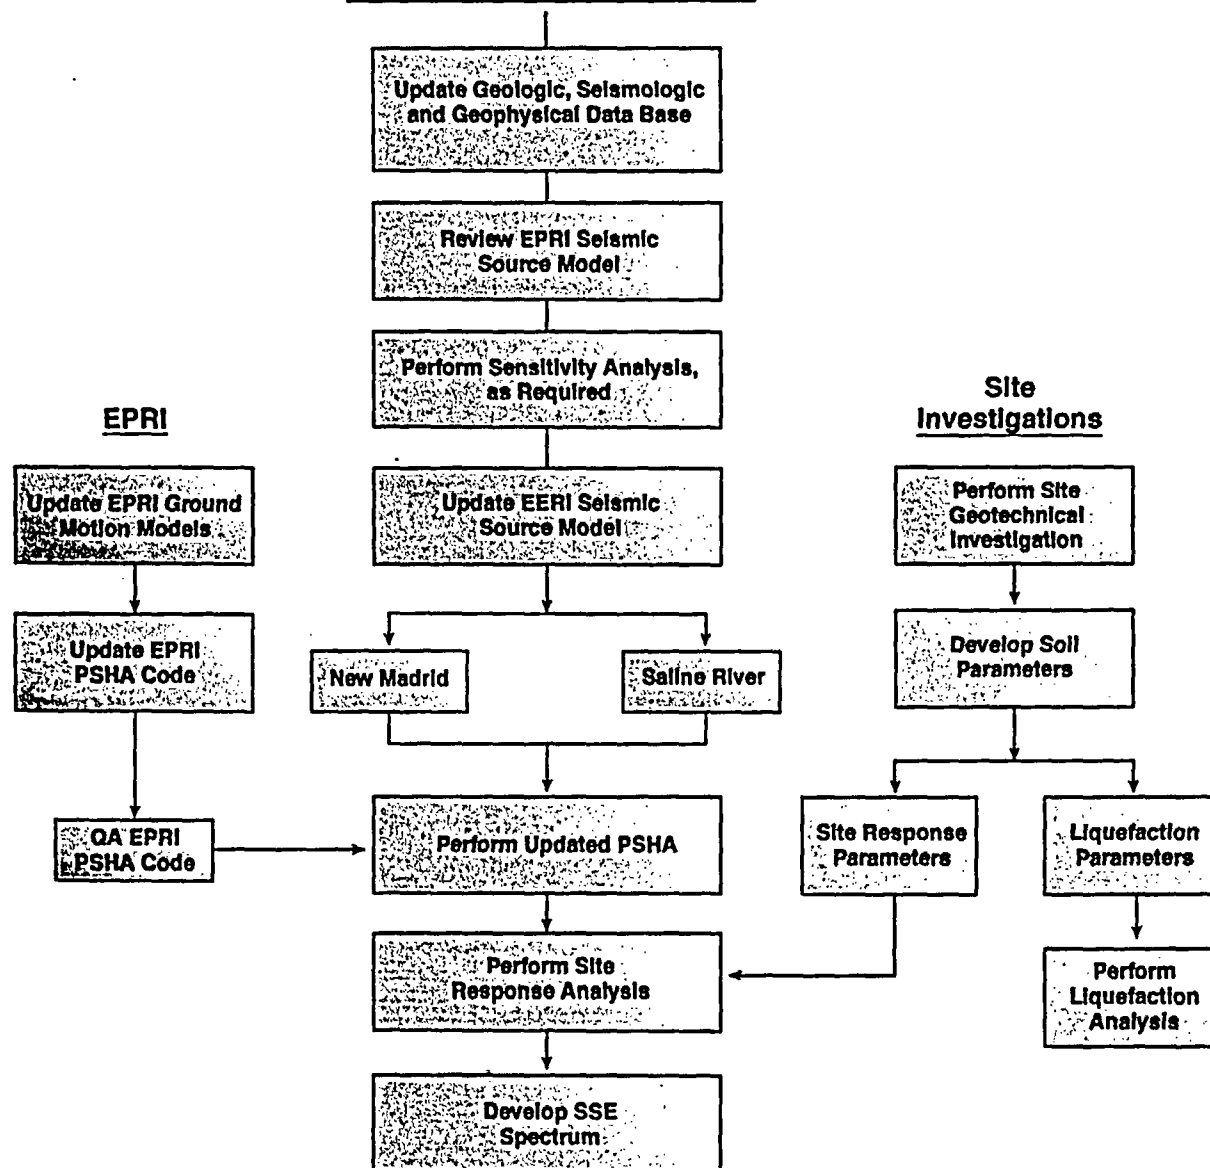 Update Geologic, Seismologic
and Geophysical Data Base
Review EPRI Seismic
Source Model
Perform Sensitivity Analysis,
as Required
EPRI
Site
Investigations
Update EPRI Ground
Motion Models
Update EERI Seismic
Source Model
Perform Site
Geotechnical
Investigation
Update EPRI
PSHA Code
New Madrid
Saline River
Develop Soil
Parameters
QA EPRI
PSHA Code
Perform Updated PSHA
Site Response
Parameters
Liquefaction
Parameters
Perform Site
Response Analysis
Perform
Liquefaction
Analysis
Develop SSE
Spectrum